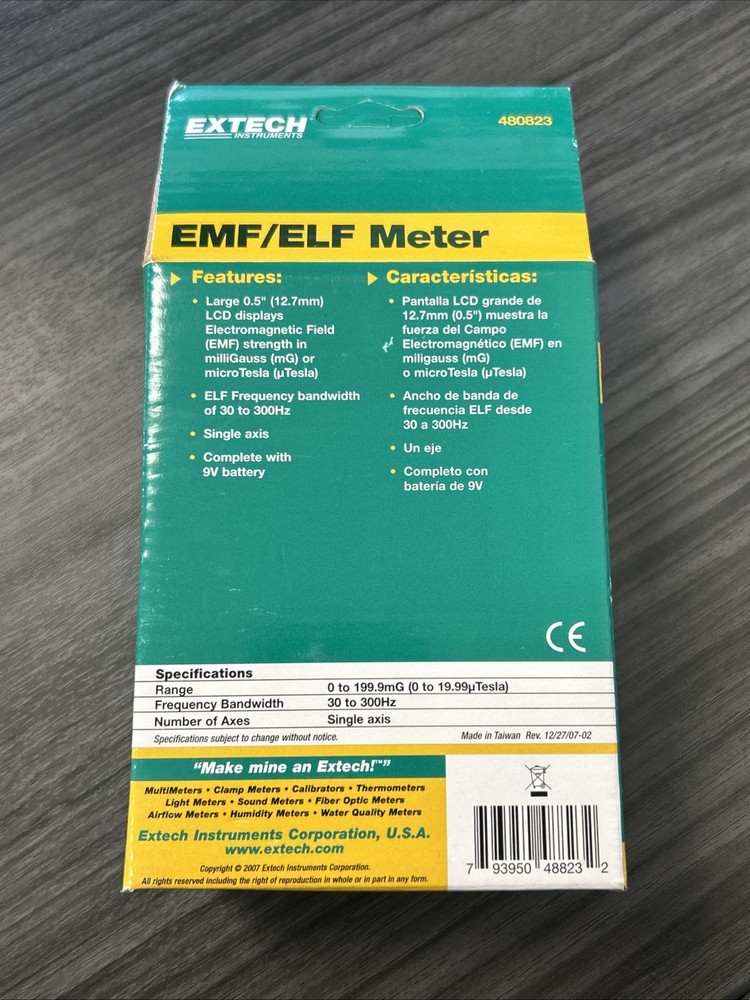 EXTECH
INSTRUMENTS
480823
EMF/ELF Meter
Features:
• Large 0.5" (12.7mm)
LCD displays
Electromagnetic Field
(EMF) strength in
milliGauss (mG) or
microTesla (µTesla)
• ELF Frequency bandwidth
of 30 to 300Hz
• Single axis
• Complete with
9V battery
Características:
• Pantalla LCD grande de
12.7mm (0.5") muestra la
fuerza del Campo
Electromagnético (EMF) en
miligauss (mG)
o microTesla (µTesla)
• Ancho de banda de
frecuencia ELF desde
30 a 300Hz
• Un eje
• Completo con
batería de 9V
CE
Specifications
Range 0 to 199.9mG (0 to 19.99µTesla)
Frequency Bandwidth 30 to 300Hz
Number of Axes Single axis
Specifications subject to change without notice. Made in Taiwan Rev. 12/27/07-02
“Make mine an Extech!™”
MultiMeters • Clamp Meters • Calibrators • Thermometers
Light Meters • Sound Meters • Fiber Optic Meters
Airflow Meters • Humidity Meters • Water Quality Meters
Extech Instruments Corporation, U.S.A.
www.extech.com
Copyright © 2007 Extech Instruments Corporation.
All rights reserved including the right of reproduction in whole or in part in any form.
7 93950 48823 2